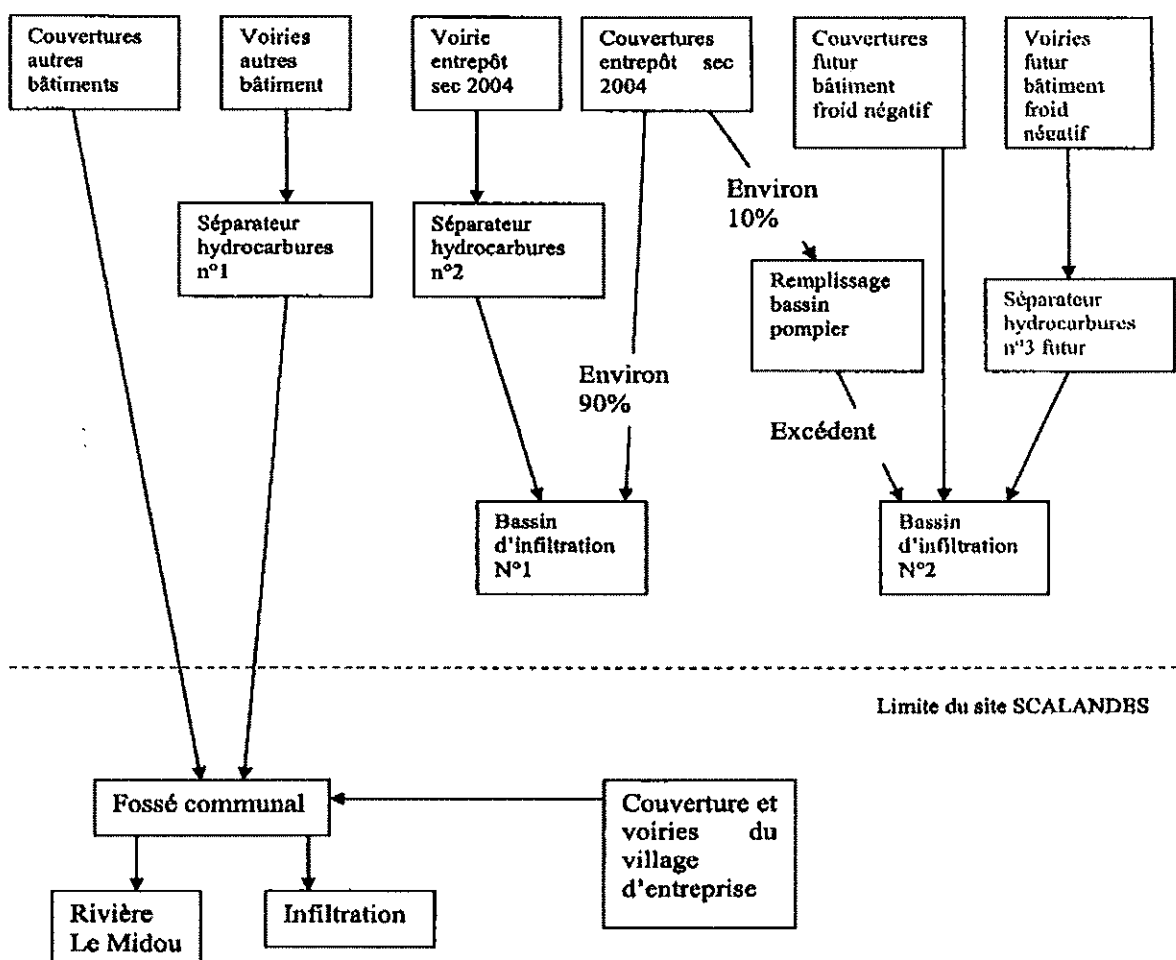 Couvertures
autres
bâtiments
Voiries
autres
bâtiment
Voirie
entrepôt
sec 2004
Couvertures
entrepôt sec
2004
Couvertures
futur
bâtiment
froid négatif
Voiries
futur
bâtiment
froid
négatif
Séparateur
hydrocarbures
n°1
Séparateur
hydrocarbures
n°2
Environ
10%
Remplissage
bassin
pompier
Séparateur
hydrocarbures
n°3 futur
Environ
90%
Excédent
Bassin
d'infiltration
N°1
Bassin
d'infiltration
N°2
Limite du site SCALANDES
Fossé communal
Couverture et
voiries du
village
d'entreprise
Rivière
Le Midou
Infiltration